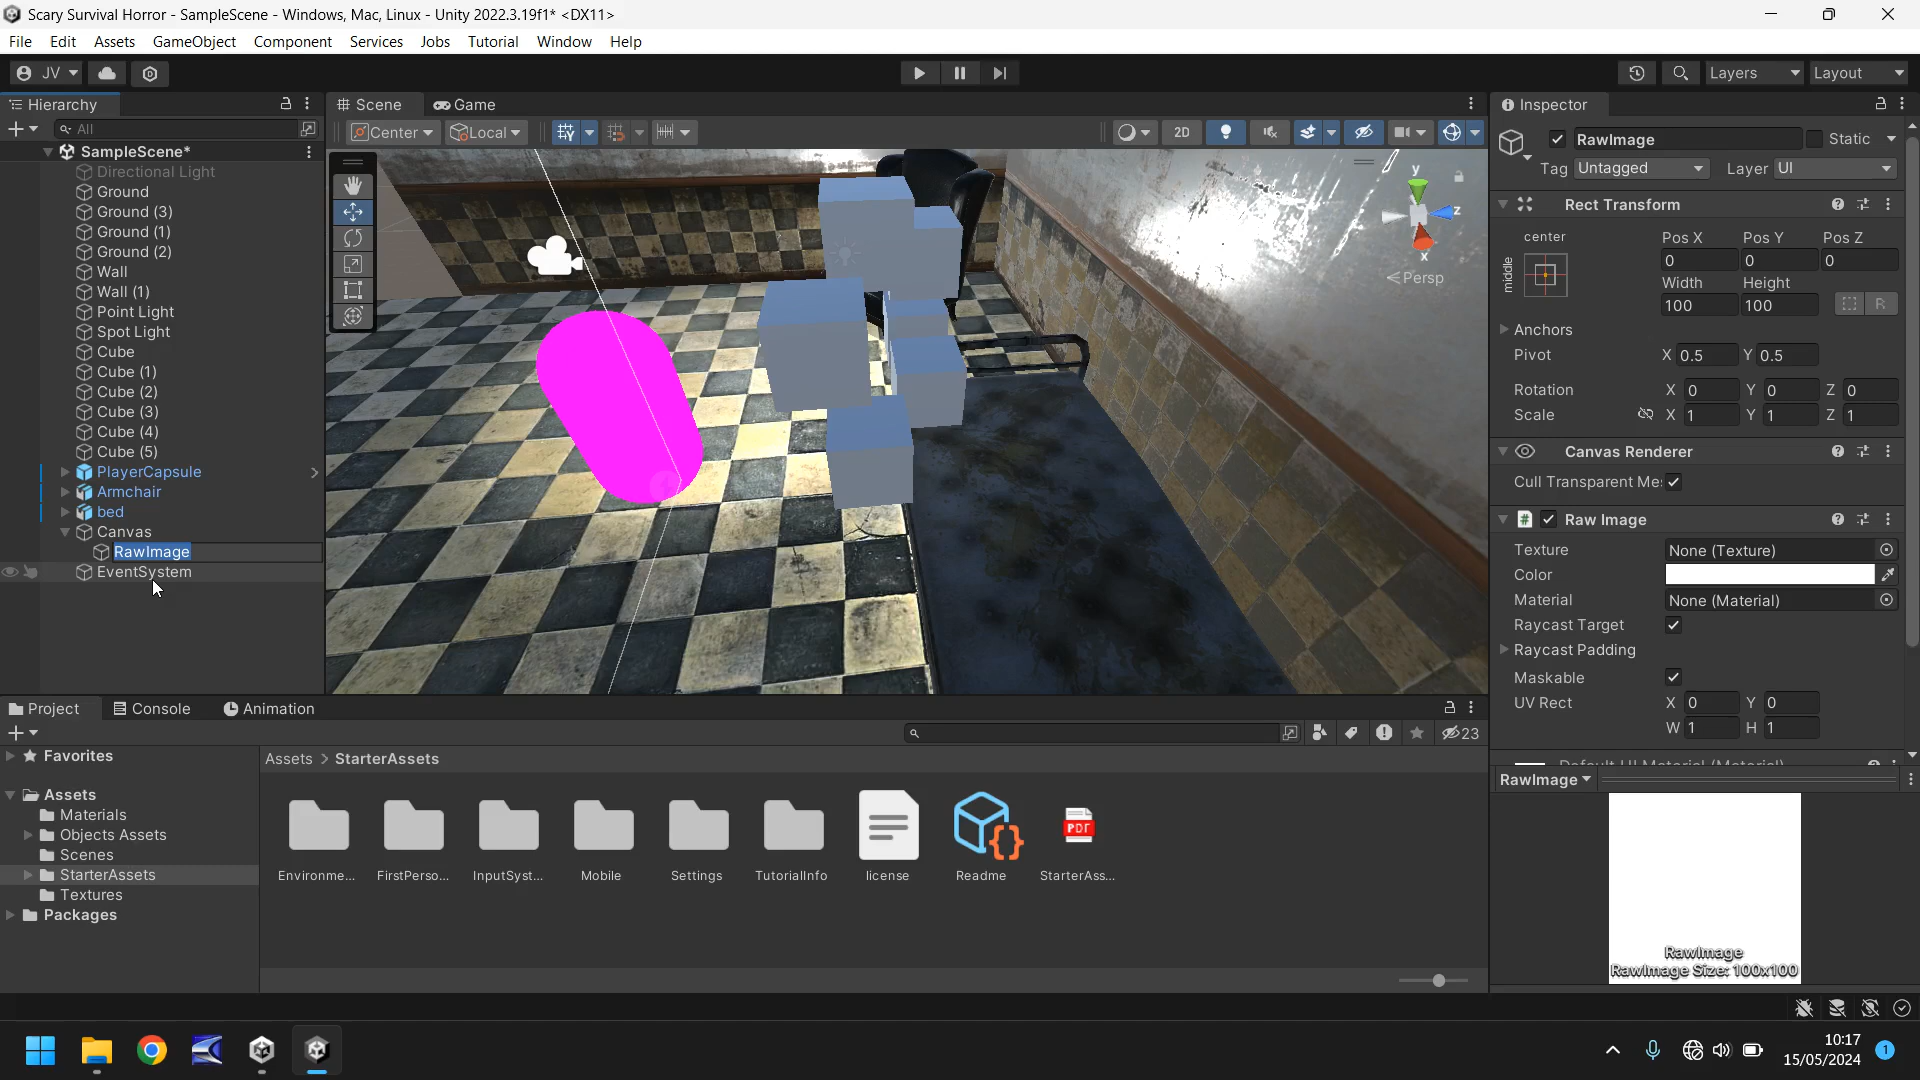 Scary Survival Horror - SampleScene - Windows, Mac, Linux - Unity 2022.3.19f1* <DX11>
File Edit Assets GameObject Component Services Jobs Tutorial Window Help
JV Layers Layout
Hierarchy
All
SampleScene*
Directional Light
Ground
Ground (3)
Ground (1)
Ground (2)
Wall
Wall (1)
Point Light
Spot Light
Cube
Cube (1)
Cube (2)
Cube (3)
Cube (4)
Cube (5)
PlayerCapsule
Armchair
bed
Canvas
RawImage
EventSystem
Scene Game
Center Local 2D
y
z
x
Persp
Inspector
RawImage Static
Tag Untagged Layer UI
Rect Transform
center
middle
Pos X Pos Y Pos Z
0 0 0
Width Height
100 100 R
Anchors
Pivot X 0.5 Y 0.5
Rotation X 0 Y 0 Z 0
Scale X 1 Y 1 Z 1
Canvas Renderer
Cull Transparent Me:
Raw Image
Texture None (Texture)
Color
Material None (Material)
Raycast Target
Raycast Padding
Maskable
UV Rect X 0 Y 0
W 1 H 1
Default UI Material (Material)
RawImage
RawImage
RawImage Size: 100x100
Project Console Animation
23
Favorites
Assets
Materials
Objects Assets
Scenes
StarterAssets
Textures
Packages
Assets > StarterAssets
Environme... FirstPerso... InputSyst... Mobile Settings TutorialInfo license Readme StarterAss...
PDF
10:17
15/05/2024
1